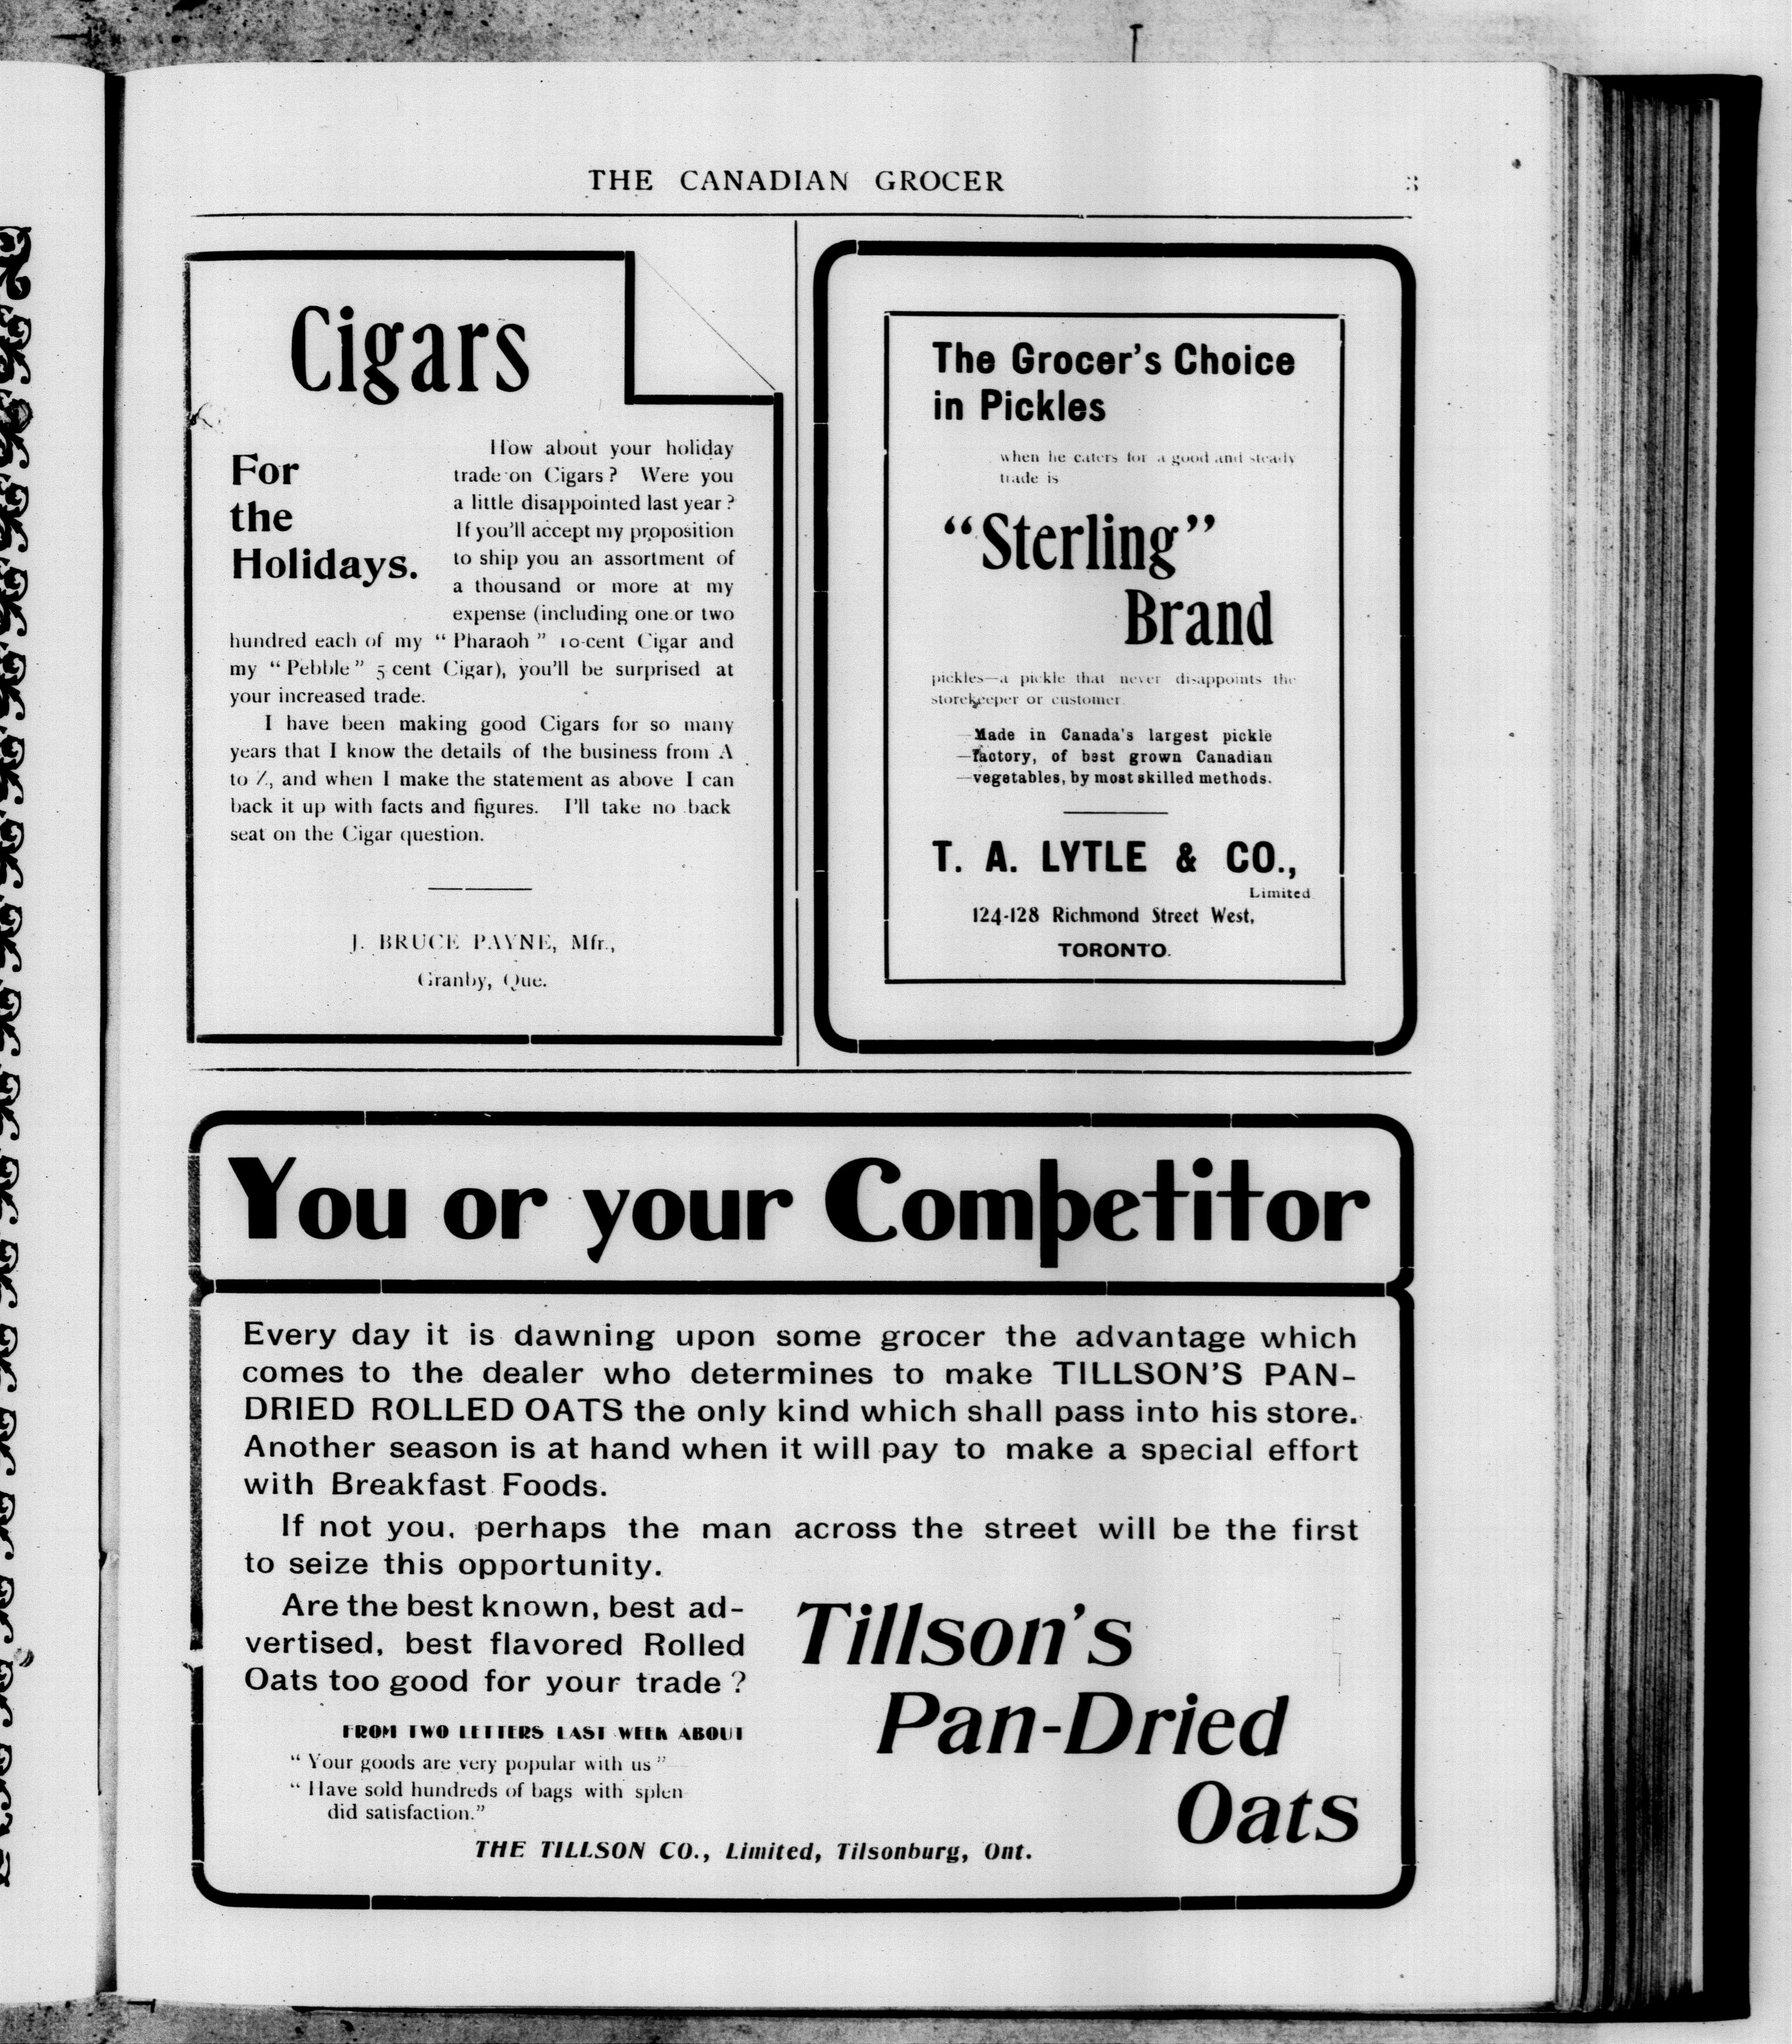 THE CANADIAN GROCER
3
Cigars
For
the
Holidays.
How about your holiday
trade on Cigars? Were you
a little disappointed last year?
If you'll accept my proposition
to ship you an assortment of
a thousand or more at my
expense (including one or two
hundred each of my "Pharaoh" 10-cent Cigar and
my "Pebble" 5 cent Cigar), you'll be surprised at
your increased trade.
I have been making good Cigars for so many
years that I know the details of the business from A
to Z, and when I make the statement as above I can
back it up with facts and figures. I'll take no back
seat on the Cigar question.
J. BRUCE PAYNE, Mfr.,
Granby, Que.
The Grocer's Choice
in Pickles
when he caters for a good and steady
trade is
"Sterling"
Brand
pickles—a pickle that never disappoints the
storekeeper or customer.
—Made in Canada's largest pickle
—factory, of best grown Canadian
—vegetables, by most skilled methods.
T. A. LYTLE & CO.,
Limited
124-128 Richmond Street West,
TORONTO.
You or your Competitor
Every day it is dawning upon some grocer the advantage which
comes to the dealer who determines to make TILLSON'S PAN-
DRIED ROLLED OATS the only kind which shall pass into his store.
Another season is at hand when it will pay to make a special effort
with Breakfast Foods.
If not you, perhaps the man across the street will be the first
to seize this opportunity.
Are the best known, best ad-
vertised, best flavored Rolled
Oats too good for your trade?
FROM TWO LETTERS LAST WEEK ABOUT
"Your goods are very popular with us"—
"Have sold hundreds of bags with splen
did satisfaction."
Tillson's
Pan-Dried
Oats
THE TILLSON CO., Limited, Tilsonburg, Ont.